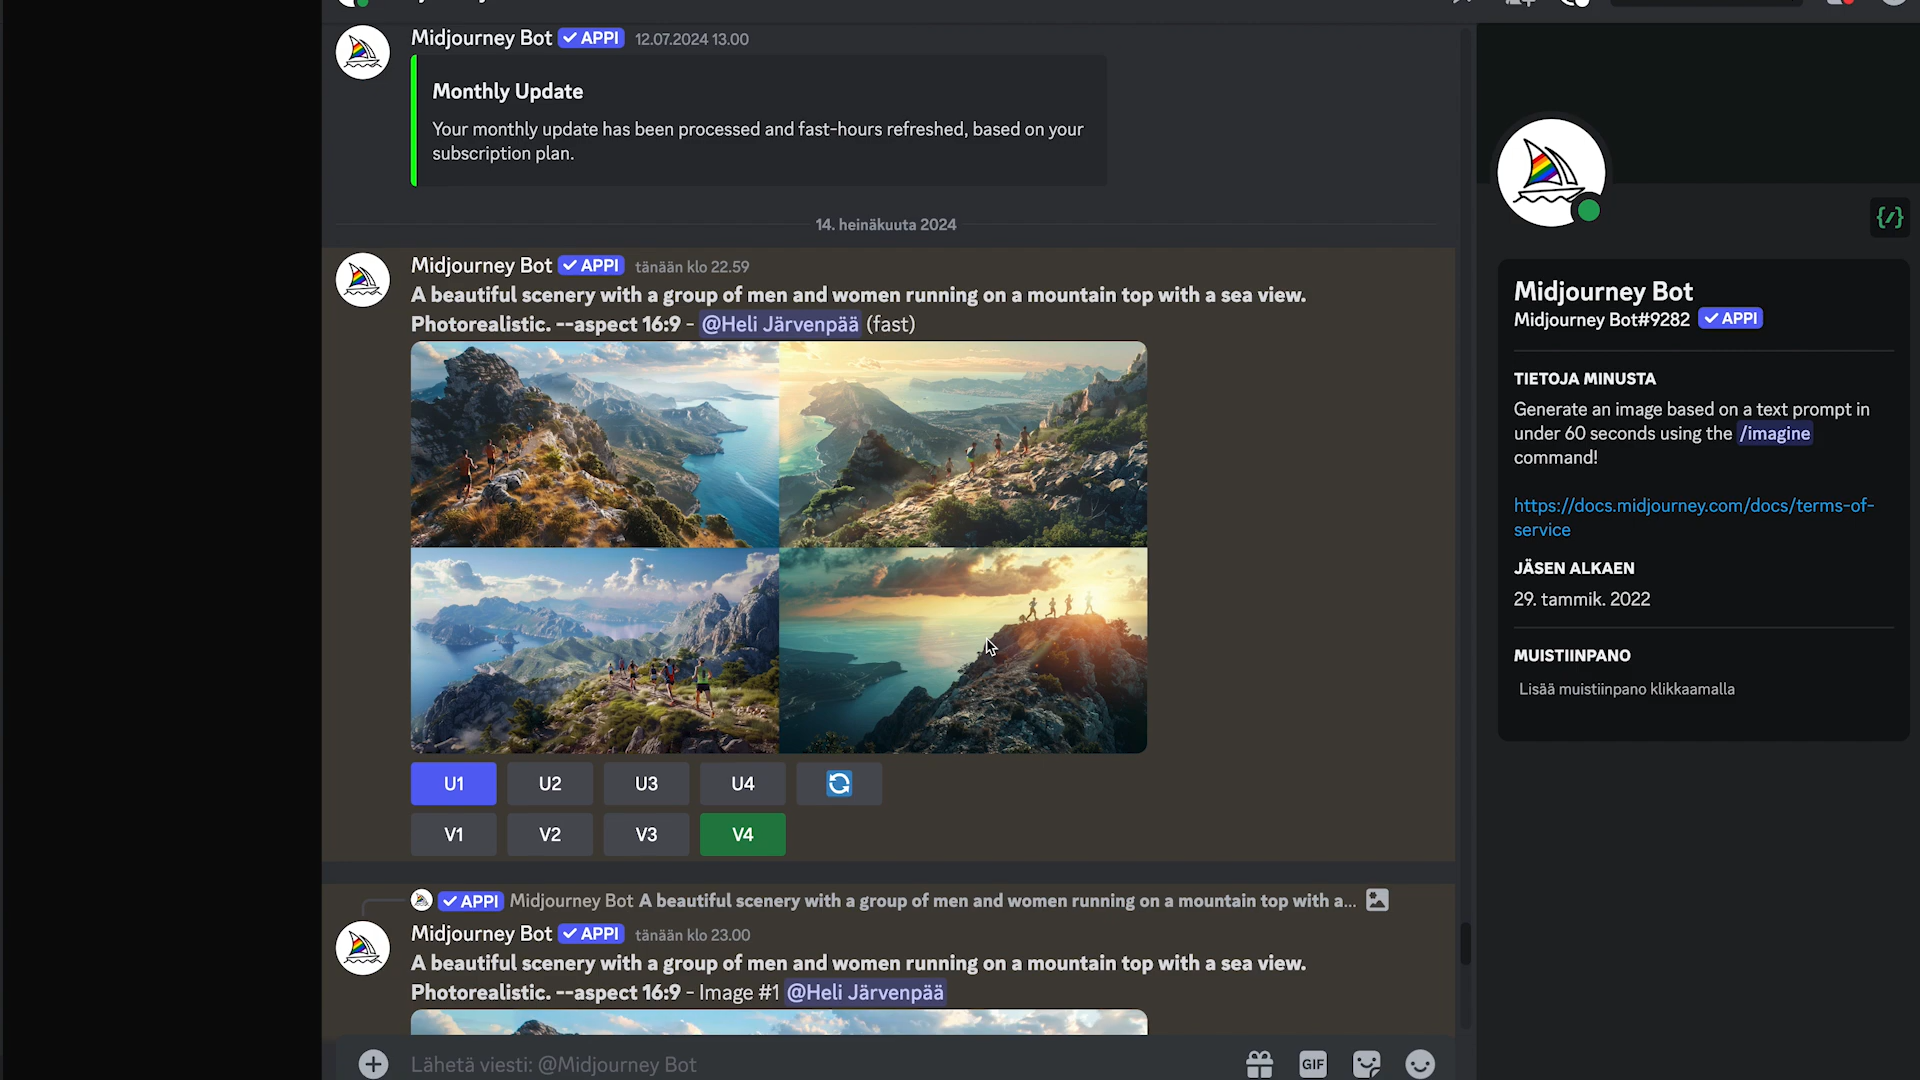 Midjourney Bot APPI 12.07.2024 13.00
Monthly Update
Your monthly update has been processed and fast-hours refreshed, based on your
subscription plan.
14. heinäkuuta 2024
Midjourney Bot APPI tänään klo 22.59
A beautiful scenery with a group of men and women running on a mountain top with a sea view.
Photorealistic. --aspect 16:9 - @Heli Järvenpää (fast)
U1 U2 U3 U4
V1 V2 V3 V4
APPI Midjourney Bot A beautiful scenery with a group of men and women running on a mountain top with a...
Midjourney Bot APPI tänään klo 23.00
A beautiful scenery with a group of men and women running on a mountain top with a sea view.
Photorealistic. --aspect 16:9 - Image #1 @Heli Järvenpää
Lähetä viesti: @Midjourney Bot
GIF
{/}
Midjourney Bot
Midjourney Bot#9282 APPI
TIETOJA MINUSTA
Generate an image based on a text prompt in
under 60 seconds using the /imagine
command!
https://docs.midjourney.com/docs/terms-of-
service
JÄSEN ALKAEN
29. tammik. 2022
MUISTIINPANO
Lisää muistiinpano klikkaamalla